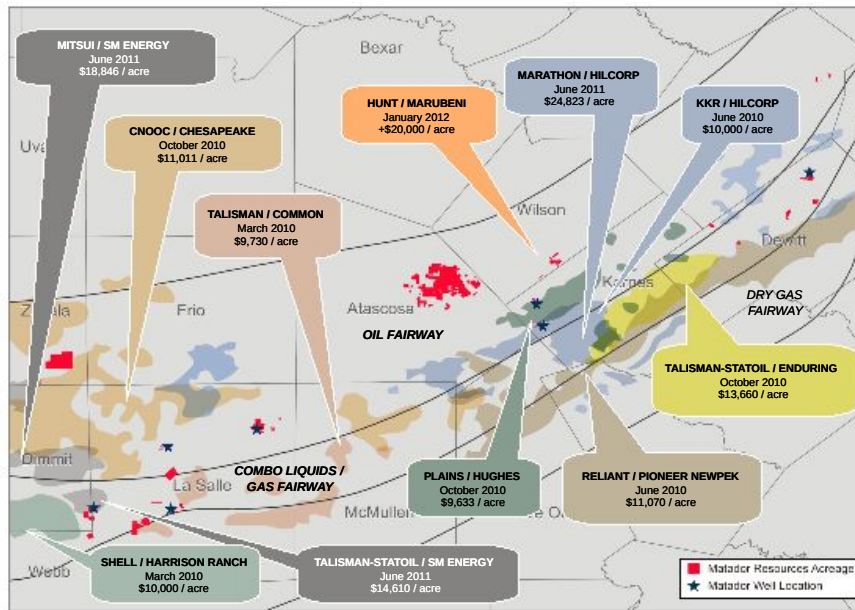 Bexar
MITSUI / SM ENERGY
June 2011
$18,846 / acre
MARATHON / HILCORP
June 2011
$24,823 / acre
HUNT / MARUBENI
January 2012
+$20,000 / acre
KKR / HILCORP
June 2010
$10,000 / acre
CNOOC / CHESAPEAKE
October 2010
$11,011 / acre
Uva
TALISMAN / COMMON
March 2010
$9,730 / acre
Wilson
Dewitt
Karnes
Frio
Atascosa
OIL FAIRWAY
DRY GAS
FAIRWAY
TALISMAN-STATOIL / ENDURING
October 2010
$13,660 / acre
Dimmit
La Salle
COMBO LIQUIDS /
GAS FAIRWAY
PLAINS / HUGHES
October 2010
$9,633 / acre
RELIANT / PIONEER NEWPEK
June 2010
$11,070 / acre
McMullen
SHELL / HARRISON RANCH
March 2010
$10,000 / acre
TALISMAN-STATOIL / SM ENERGY
June 2011
$14,610 / acre
Webb
Matador Resources Acreage
Matador Well Location